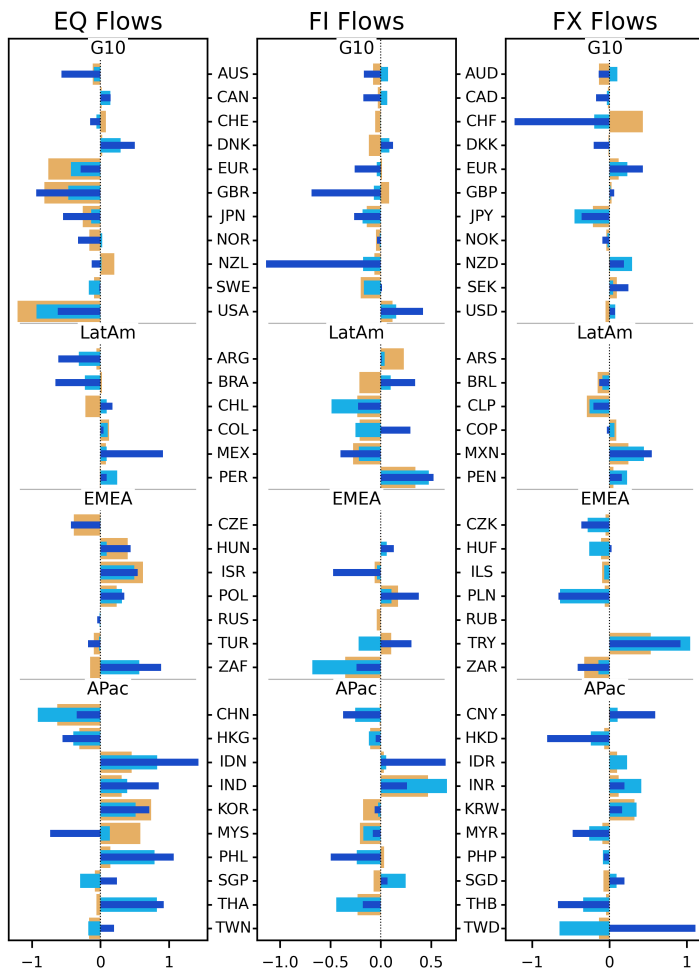 EQ Flows FI Flows FX Flows
G10 G10 G10
AUS AUD
CAN CAD
CHE CHF
DNK DKK
EUR EUR
GBR GBP
JPN JPY
NOR NOK
NZL NZD
SWE SEK
USA USD
LatAm LatAm LatAm
ARG ARS
BRA BRL
CHL CLP
COL COP
MEX MXN
PER PEN
EMEA EMEA EMEA
CZE CZK
HUN HUF
ISR ILS
POL PLN
RUS RUB
TUR TRY
ZAF ZAR
APac APac APac
CHN CNY
HKG HKD
IDN IDR
IND INR
KOR KRW
MYS MYR
PHL PHP
SGP SGD
THA THB
TWN TWD
−1 0 1 −1.0 −0.5 0.0 0.5 −1 0 1